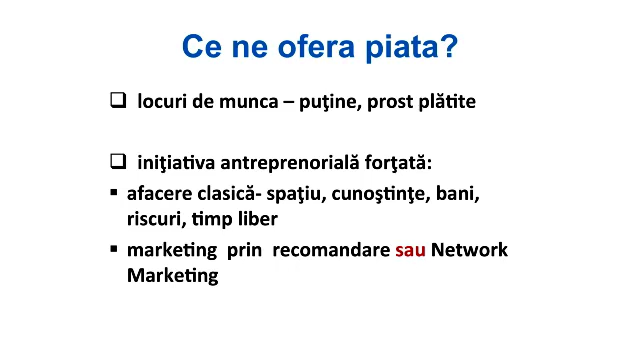 Ce ne ofera piata?
❑ locuri de munca – puţine, prost plătite
❑ iniţiativa antreprenorială forţată:
▪ afacere clasică- spaţiu, cunoştinţe, bani,
riscuri, timp liber
▪ marketing prin recomandare sau Network
Marketing